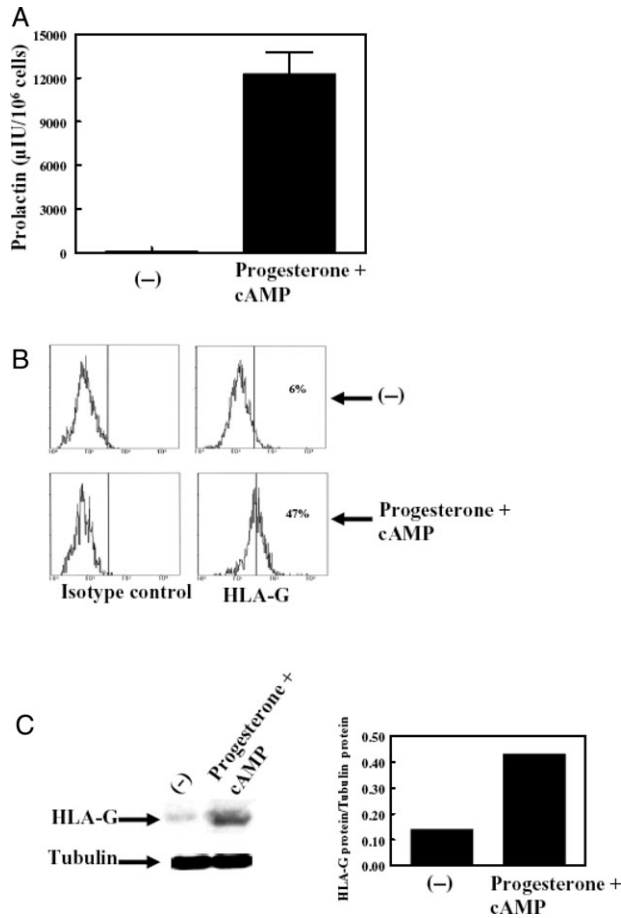 A
Prolactin (µIU/10⁶ cells)
15000
12000
9000
6000
3000
0
(–)
Progesterone +
cAMP
B
6%
(–)
47%
Progesterone +
cAMP
Isotype control
HLA-G
C
(-)
Progesterone +
cAMP
HLA-G
Tubulin
HLA-G protein/Tubulin protein
0.50
0.40
0.30
0.20
0.10
0.00
(–)
Progesterone +
cAMP